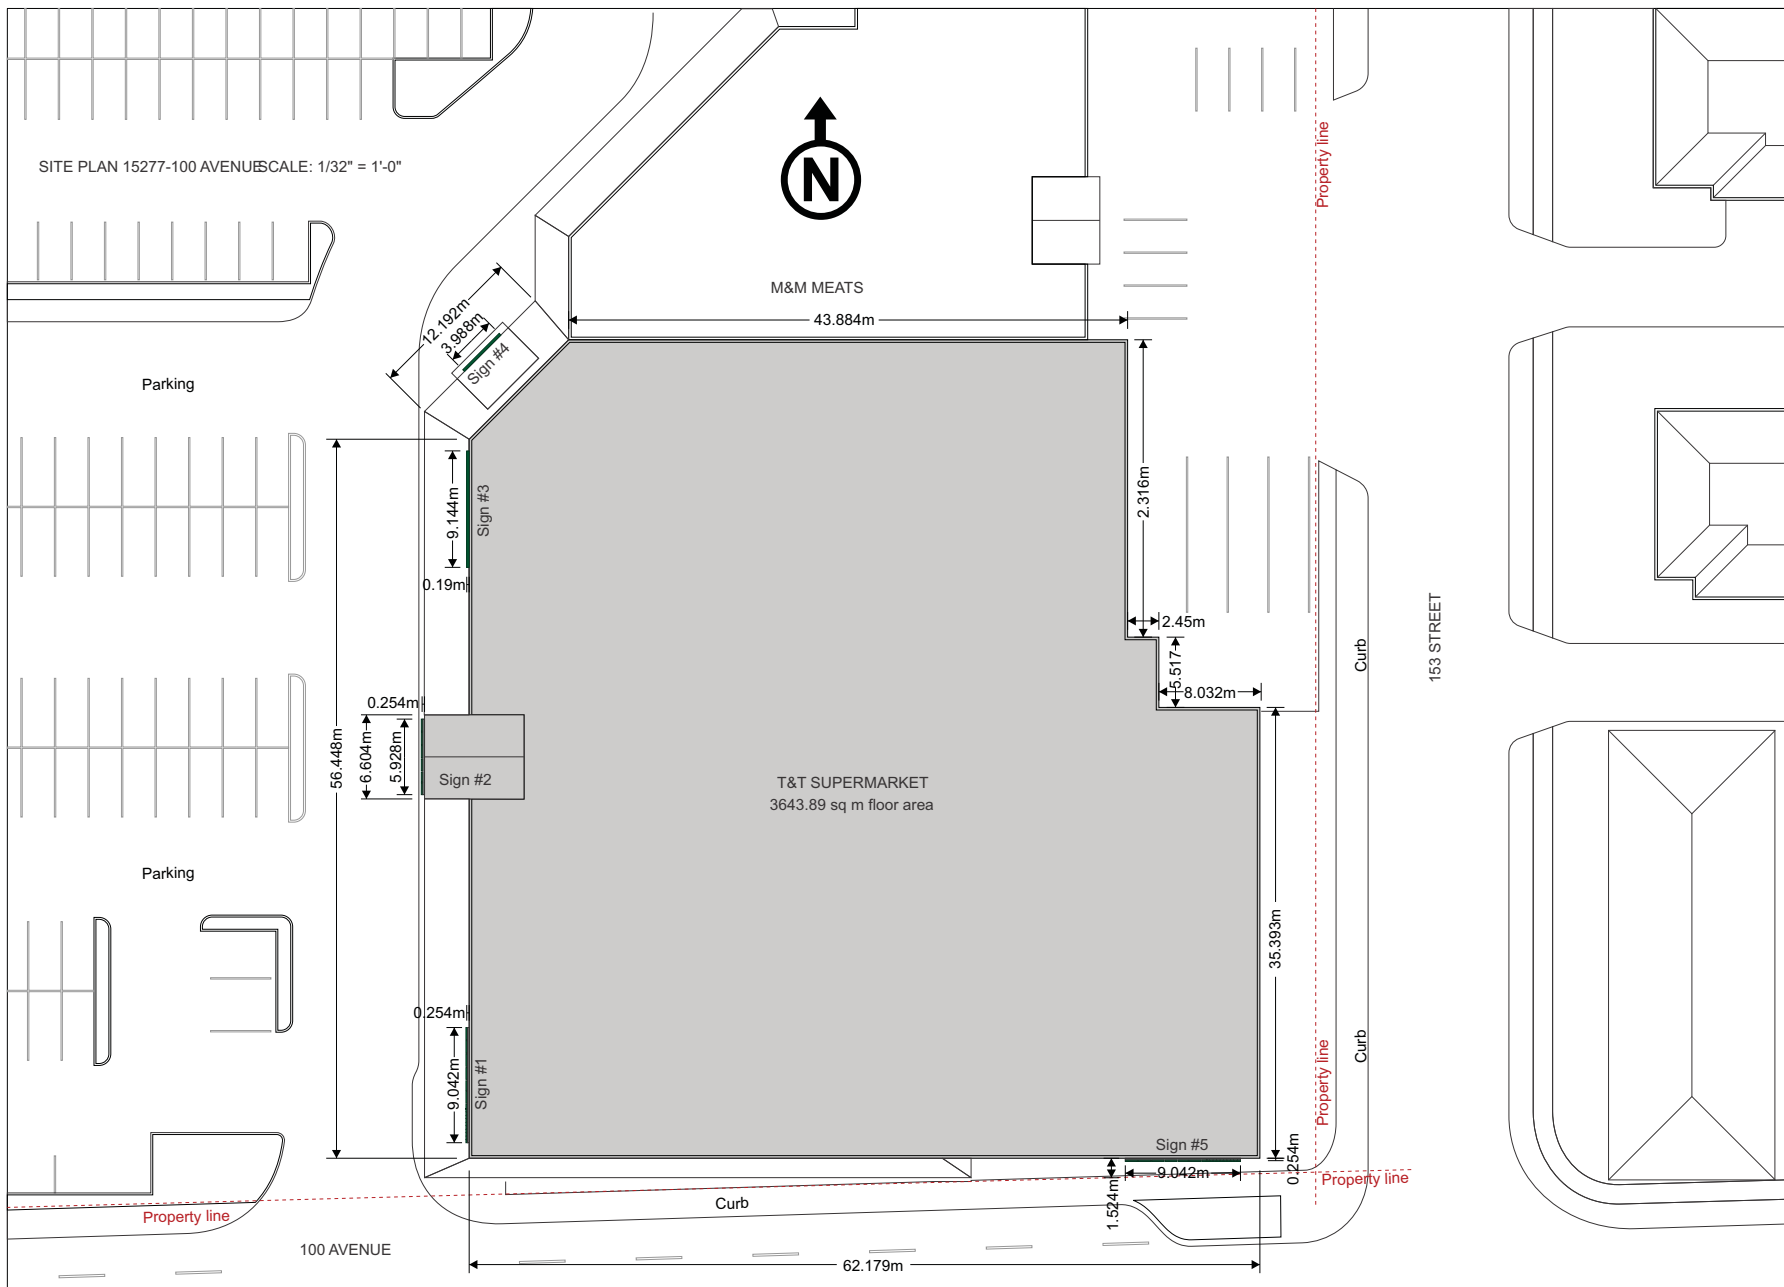 SITE PLAN 15277-100 AVENUE
SCALE: 1/32" = 1'-0"
Property line
N
M&M MEATS
43.884m
12.192m
3.988m
Sign #4
Parking
9.144m
Sign #3
2.316m
0.19m
2.45m
5.517
8.032m
153 STREET
Curb
0.254m
56.448m
6.604m
5.928m
Sign #2
T&T SUPERMARKET
3643.89 sq m floor area
Parking
35.393m
0.254m
9.042m
Sign #1
Curb
Property line
Sign #5
9.042m
0.254m
1.524m
Property line
Curb
Property line
100 AVENUE
62.179m